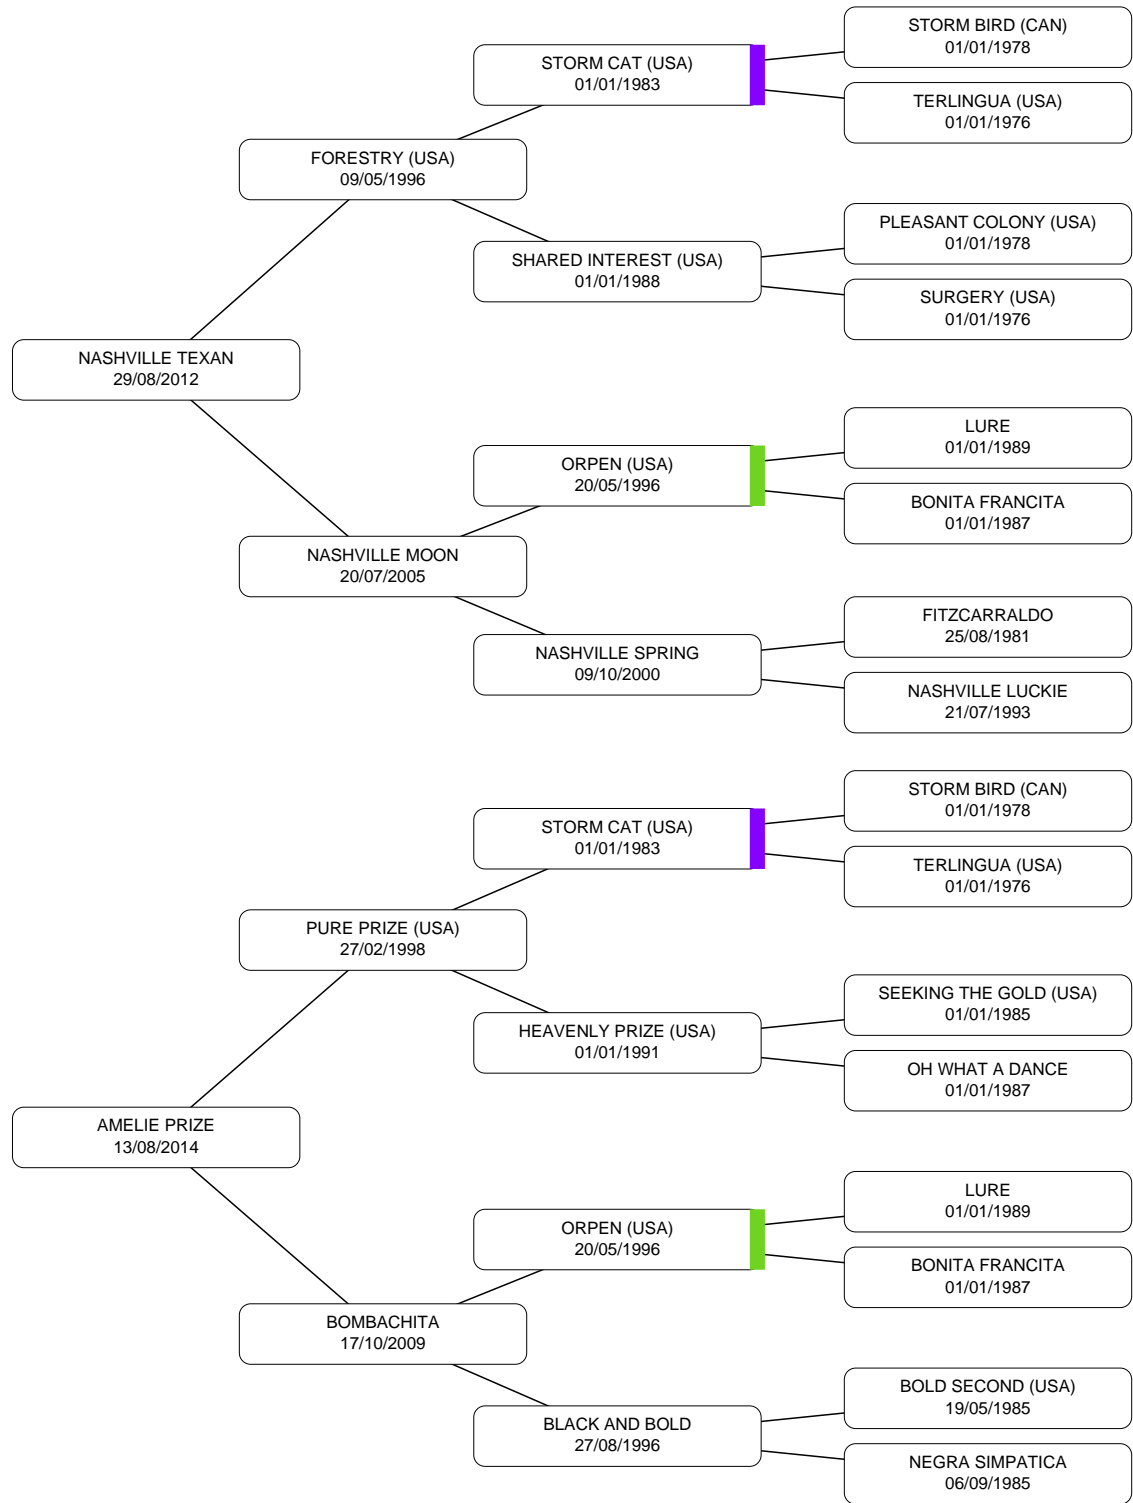 STORM BIRD (CAN)
01/01/1978
STORM CAT (USA)
01/01/1983
TERLINGUA (USA)
01/01/1976
FORESTRY (USA)
09/05/1996
PLEASANT COLONY (USA)
01/01/1978
SHARED INTEREST (USA)
01/01/1988
SURGERY (USA)
01/01/1976
NASHVILLE TEXAN
29/08/2012
LURE
01/01/1989
ORPEN (USA)
20/05/1996
BONITA FRANCITA
01/01/1987
NASHVILLE MOON
20/07/2005
FITZCARRALDO
25/08/1981
NASHVILLE SPRING
09/10/2000
NASHVILLE LUCKIE
21/07/1993
STORM BIRD (CAN)
01/01/1978
STORM CAT (USA)
01/01/1983
TERLINGUA (USA)
01/01/1976
PURE PRIZE (USA)
27/02/1998
SEEKING THE GOLD (USA)
01/01/1985
HEAVENLY PRIZE (USA)
01/01/1991
OH WHAT A DANCE
01/01/1987
AMELIE PRIZE
13/08/2014
LURE
01/01/1989
ORPEN (USA)
20/05/1996
BONITA FRANCITA
01/01/1987
BOMBACHITA
17/10/2009
BOLD SECOND (USA)
19/05/1985
BLACK AND BOLD
27/08/1996
NEGRA SIMPATICA
06/09/1985